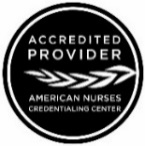 ACCREDITED
PROVIDER
AMERICAN NURSES
CREDENTIALING CENTER